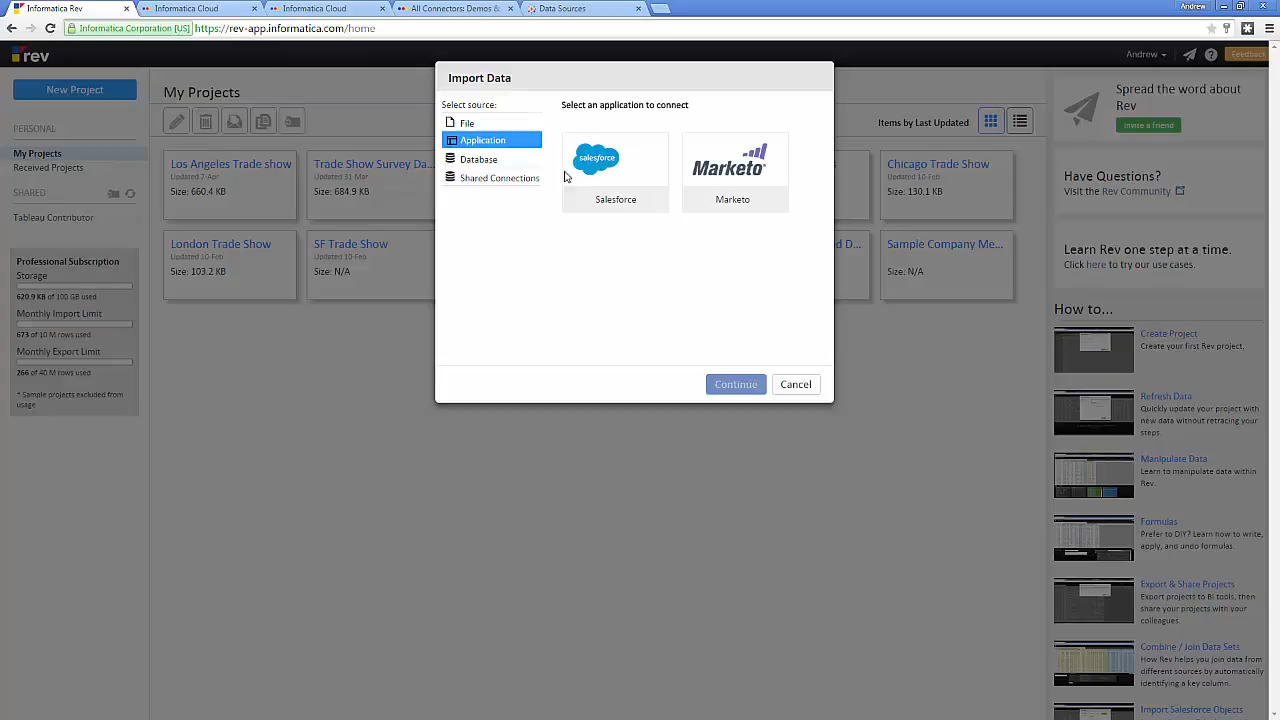 Informatica Rev
Informatica Cloud
Informatica Cloud
All Connectors: Demos &
Data Sources
Andrew
Informatica Corporation [US]
https://rev-app.informatica.com/home
rev
Andrew
Feedback
New Project
PERSONAL
My Projects
Received Projects
SHARED
Tableau Contributor
Professional Subscription
Storage
620.9 KB of 100 GB used
Monthly Import Limit
673 of 10 M rows used
Monthly Export Limit
266 of 40 M rows used
* Sample projects excluded from
usage
My Projects
Items by Last Updated
Los Angeles Trade show
Updated 7-Apr
Size: 660.4 KB
Trade Show Survey Da...
Updated 31-Mar
Size: 684.9 KB
Chicago Trade Show
Updated 10-Feb
Size: 130.1 KB
London Trade Show
Updated 10-Feb
Size: 103.2 KB
SF Trade Show
Updated 10-Feb
Size: N/A
d D...
Sample Company Me...
Size: N/A
Import Data
Select source:
File
Application
Database
Shared Connections
Select an application to connect
salesforce
Salesforce
Marketo
Marketo
Continue
Cancel
Spread the word about
Rev
Invite a friend
Have Questions?
Visit the Rev Community
Learn Rev one step at a time.
Click here to try our use cases.
How to...
Create Project
Create your first Rev project.
Refresh Data
Quickly update your project with
new data without retracing your
steps.
Manipulate Data
Learn to manipulate data within
Rev.
Formulas
Prefer to DIY? Learn how to write,
apply, and undo formulas.
Export & Share Projects
Export projects to BI tools, then
share your projects with your
colleagues.
Combine / Join Data Sets
How Rev helps you join data from
different sources by automatically
identifying a key column.
Import Salesforce Objects